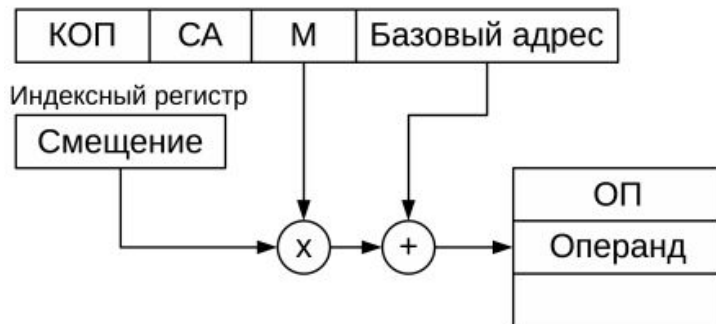 КОП СА М Базовый адрес
Индексный регистр
Смещение
ОП
x +
Операнд